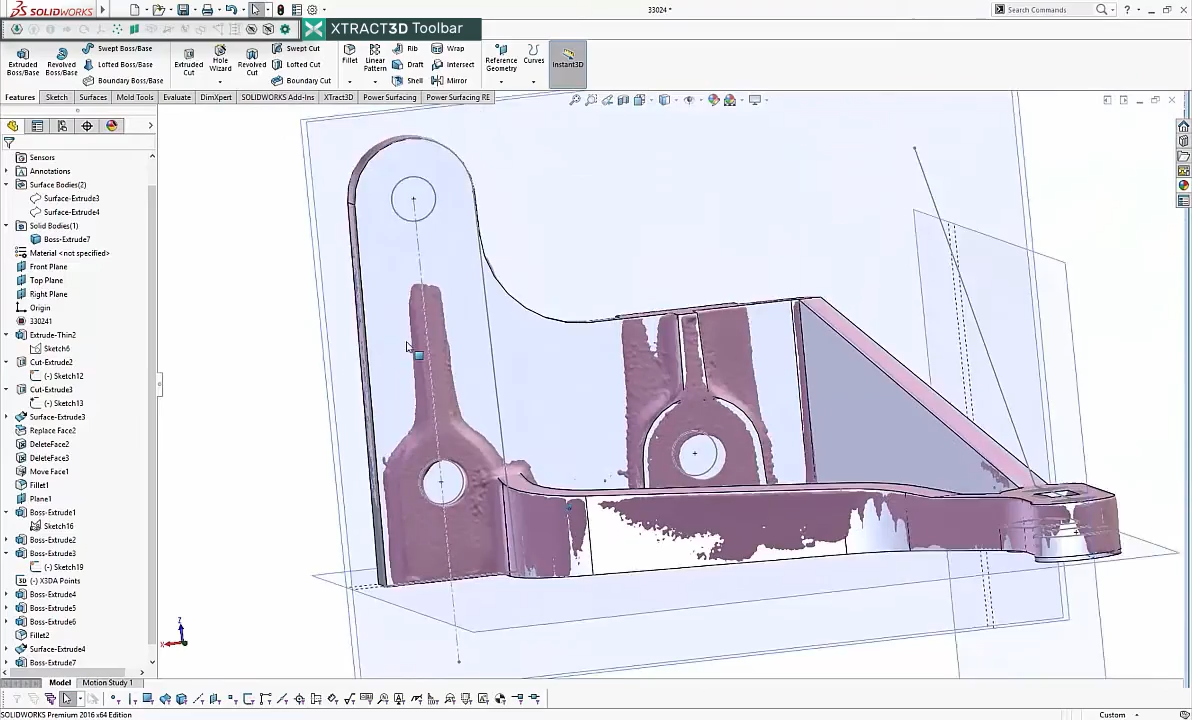 SOLIDWORKS
33024 *
Search Commands
XTRACT3D Toolbar
Extruded Boss/Base
Revolved Boss/Base
Swept Boss/Base
Lofted Boss/Base
Boundary Boss/Base
Extruded Cut
Hole Wizard
Revolved Cut
Swept Cut
Lofted Cut
Boundary Cut
Fillet
Linear Pattern
Rib
Draft
Shell
Wrap
Intersect
Mirror
Reference Geometry
Curves
Instant3D
Features
Sketch
Surfaces
Mold Tools
Evaluate
DimXpert
SOLIDWORKS Add-Ins
XTract3D
Power Surfacing
Power Surfacing RE
Sensors
Annotations
Surface Bodies(2)
Surface-Extrude3
Surface-Extrude4
Solid Bodies(1)
Boss-Extrude7
Material <not specified>
Front Plane
Top Plane
Right Plane
Origin
330241
Extrude-Thin2
Sketch6
Cut-Extrude2
(-) Sketch12
Cut-Extrude3
(-) Sketch13
Surface-Extrude3
Replace Face2
DeleteFace2
DeleteFace3
Move Face1
Fillet1
Plane1
Boss-Extrude1
Sketch16
Boss-Extrude2
Boss-Extrude3
(-) Sketch19
3D (-) X3DA Points
Boss-Extrude4
Boss-Extrude5
Boss-Extrude6
Fillet2
Surface-Extrude4
Boss-Extrude7
Z
X
Model
Motion Study 1
SOLIDWORKS Premium 2016 x64 Edition
Custom